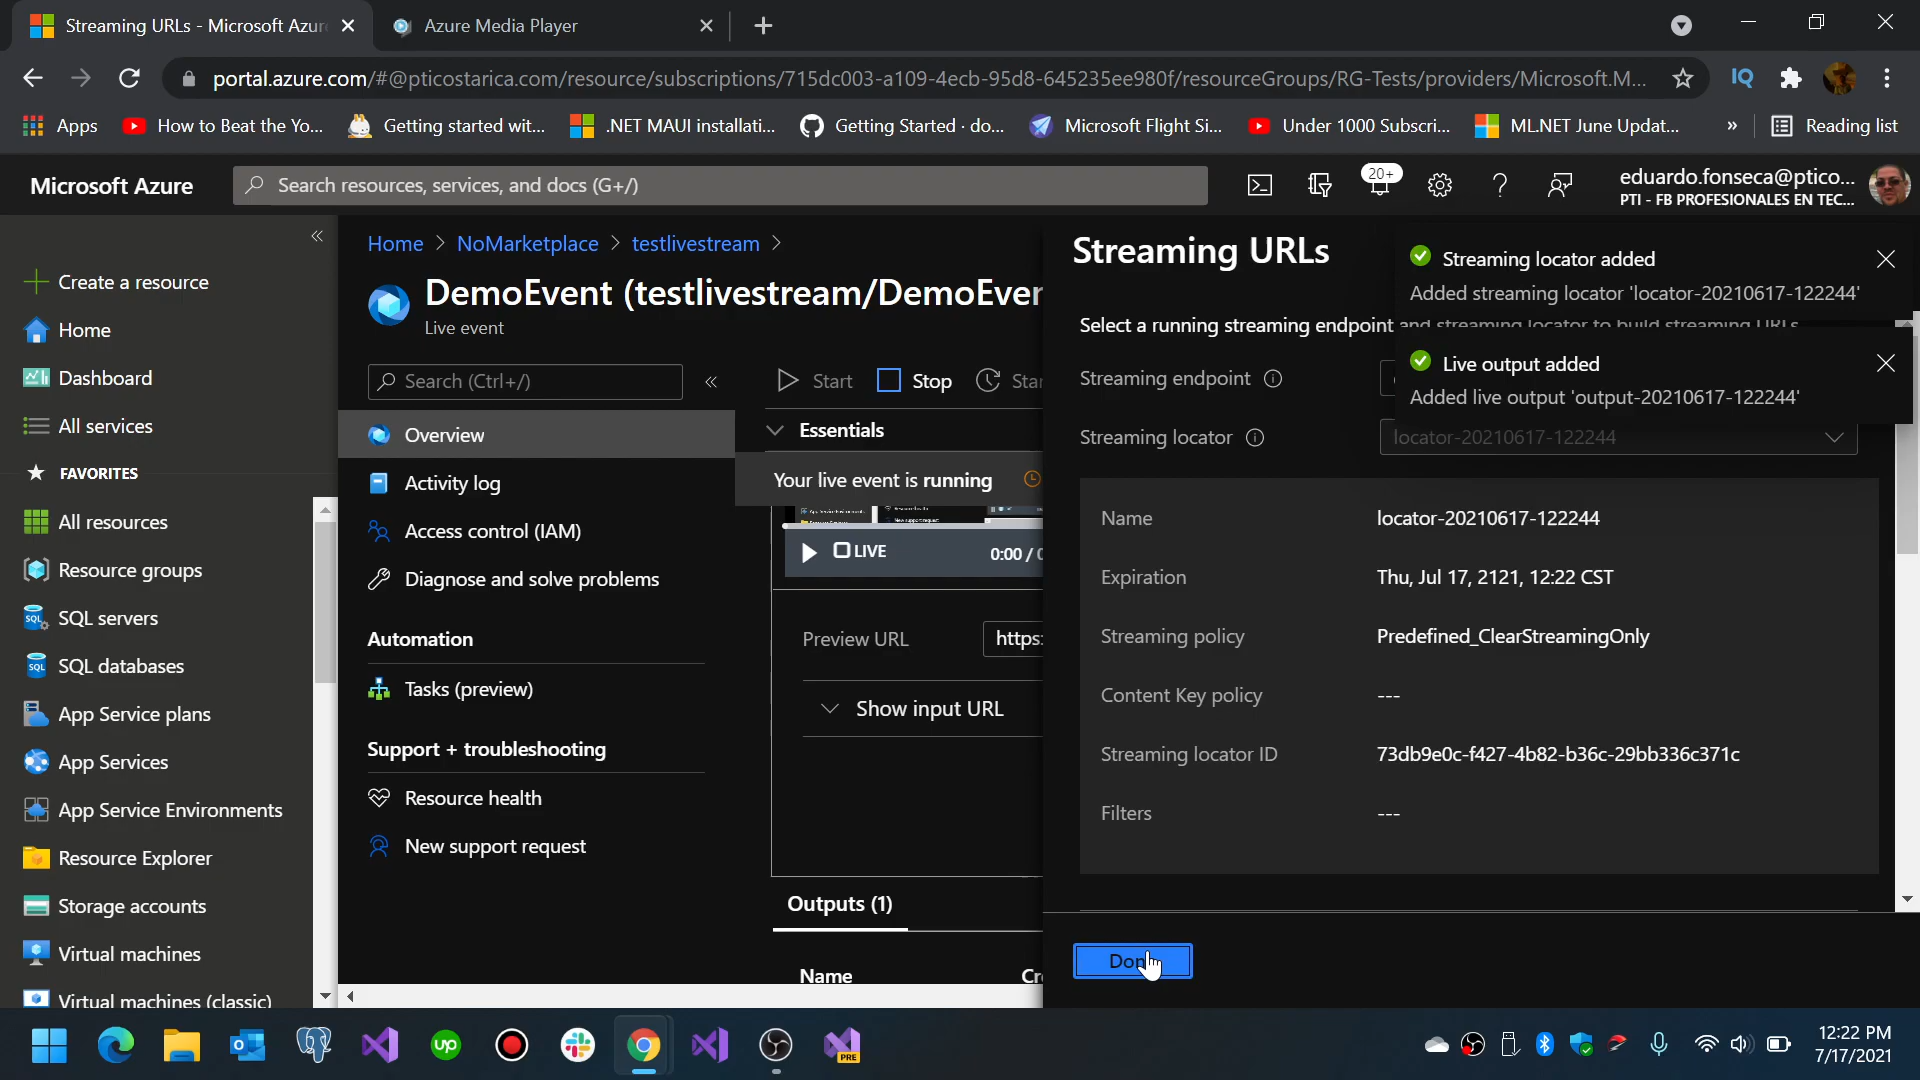 Streaming URLs - Microsoft Azur
Azure Media Player
portal.azure.com/#@pticostarica.com/resource/subscriptions/715dc003-a109-4ecb-95d8-645235ee980f/resourceGroups/RG-Tests/providers/Microsoft.M...
Apps
How to Beat the Yo...
Getting started wit...
.NET MAUI installati...
Getting Started · do...
Microsoft Flight Si...
Under 1000 Subscri...
ML.NET June Updat...
»
Reading list
Microsoft Azure
Search resources, services, and docs (G+/)
20+
eduardo.fonseca@ptico...
PTI - FB PROFESIONALES EN TEC...
Create a resource
Home
Dashboard
All services
FAVORITES
All resources
Resource groups
SQL servers
SQL databases
App Service plans
App Services
App Service Environments
Resource Explorer
Storage accounts
Virtual machines
Virtual machines (classic)
Home > NoMarketplace > testlivestream >
DemoEvent (testlivestream/DemoEver
Live event
Search (Ctrl+/)
Overview
Activity log
Access control (IAM)
Diagnose and solve problems
Automation
Tasks (preview)
Support + troubleshooting
Resource health
New support request
Start
Stop
Star
Essentials
Your live event is running
LIVE
0:00 /
Preview URL
https:
Show input URL
Outputs (1)
Name
Cr
Streaming URLs
Select a running streaming endpoint and streaming locator to build streaming URLs
Streaming endpoint
Streaming locator
locator-20210617-122244
Streaming locator added
Added streaming locator 'locator-20210617-122244'
Live output added
Added live output 'output-20210617-122244'
Name
locator-20210617-122244
Expiration
Thu, Jul 17, 2121, 12:22 CST
Streaming policy
Predefined_ClearStreamingOnly
Content Key policy
---
Streaming locator ID
73db9e0c-f427-4b82-b36c-29bb336c371c
Filters
---
Don
12:22 PM
7/17/2021